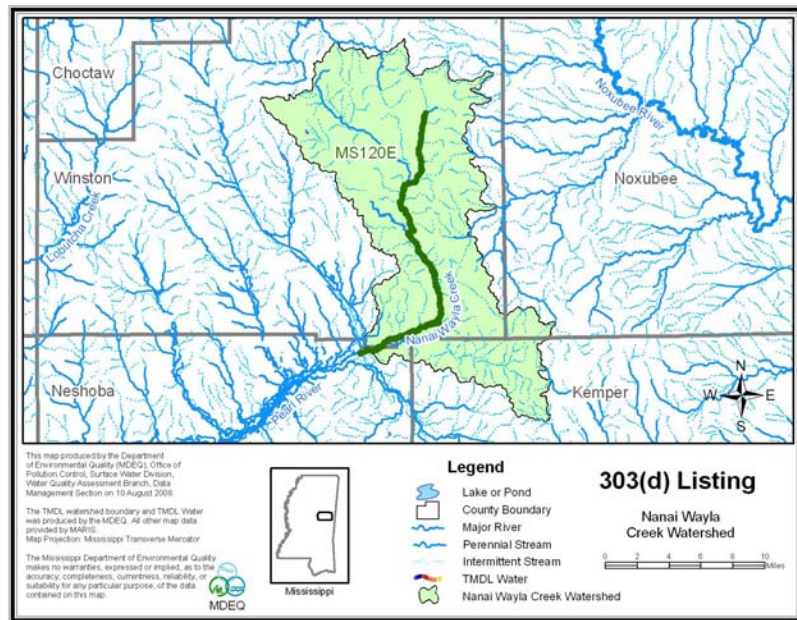 Choctaw
Winston
Lobutcha Creek
MS120E
Noxubee River
Noxubee
Nanai Wayla Creek
Neshoba
Pearl River
Kemper
N
W E
S
This map produced by the Department
of Environmental Quality (MDEQ), Office of
Pollution Control, Surface Water Division,
Water Quality Assessment Branch, Data
Management Section on 10 August 2008
The TMDL watershed boundary and TMDL Water
was produced by the MDEQ. All other map data
provided by MARIS.
Map Projection: Mississippi Transverse Mercator
The Mississippi Department of Environmental Quality
makes no warranties, expressed or implied, as to the
accuracy, completeness, currentness, reliability, or
suitability for any particular purpose, of the data
contained on this map.
MDEQ
Mississippi
Legend
Lake or Pond
County Boundary
Major River
Perennial Stream
Intermittent Stream
TMDL Water
Nanai Wayla Creek Watershed
303(d) Listing
Nanai Wayla
Creek Watershed
0 2 4 6 8 10
Miles